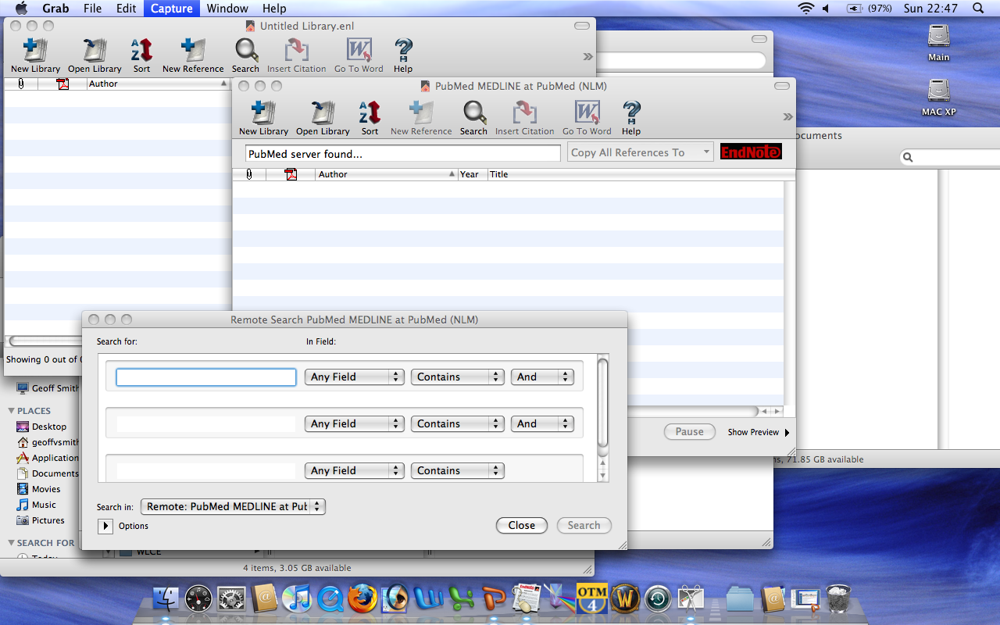 Grab File Edit Capture Window Help (97%) Sun 22:47
Untitled Library.enl
New Library Open Library Sort New Reference Search Insert Citation Go To Word Help
Author
Main
MAC XP
PubMed MEDLINE at PubMed (NLM)
New Library Open Library Sort New Reference Search Insert Citation Go To Word Help
PubMed server found... Copy All References To EndNote
Author Year Title
Remote Search PubMed MEDLINE at PubMed (NLM)
Search for: In Field:
Any Field Contains And
Any Field Contains And
Any Field Contains
Search in: Remote: PubMed MEDLINE at Pub
Options
Close Search
Pause Show Preview
71.85 GB available
Showing 0 out of
Geoff Smith
PLACES
Desktop
geoffvsmith
Application
Documents
Movies
Music
Pictures
SEARCH FOR
Today
WLCE
4 items, 3.05 GB available
EndNote
OTM
4
W